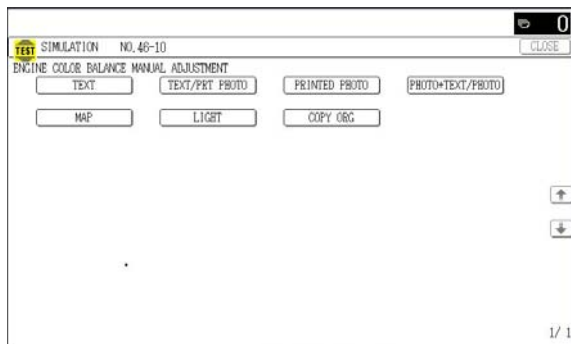 0
TEST SIMULATION NO.46-10 CLOSE
ENGINE COLOR BALANCE MANUAL ADJUSTMENT
TEXT TEXT/PRT PHOTO PRINTED PHOTO PHOTO+TEXT/PHOTO
MAP LIGHT COPY ORG
1/ 1